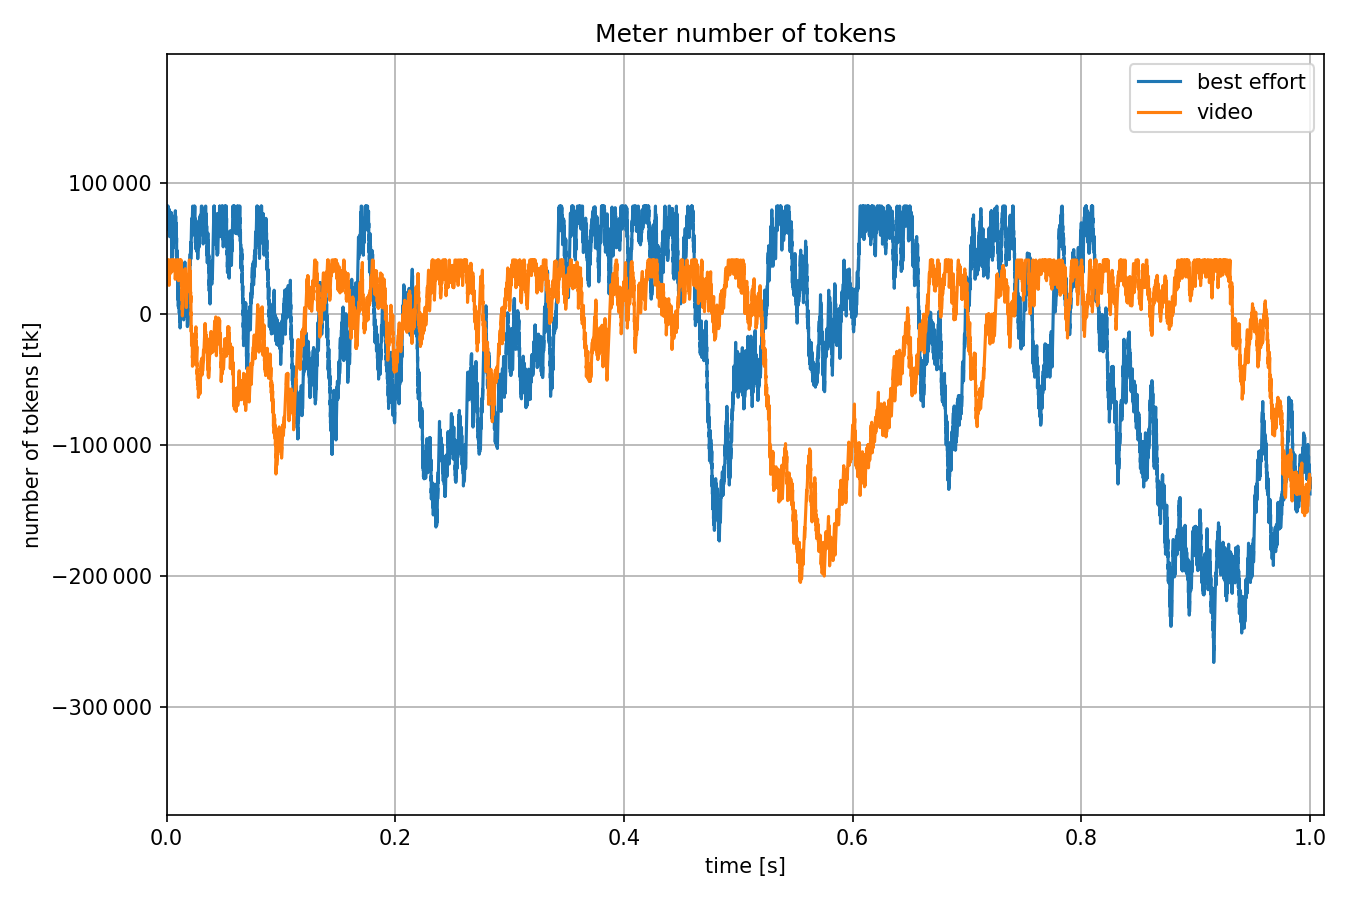 Meter number of tokens
best effort
video
100 000
0
−100 000
−200 000
−300 000
number of tokens [tk]
0.0 0.2 0.4 0.6 0.8 1.0
time [s]